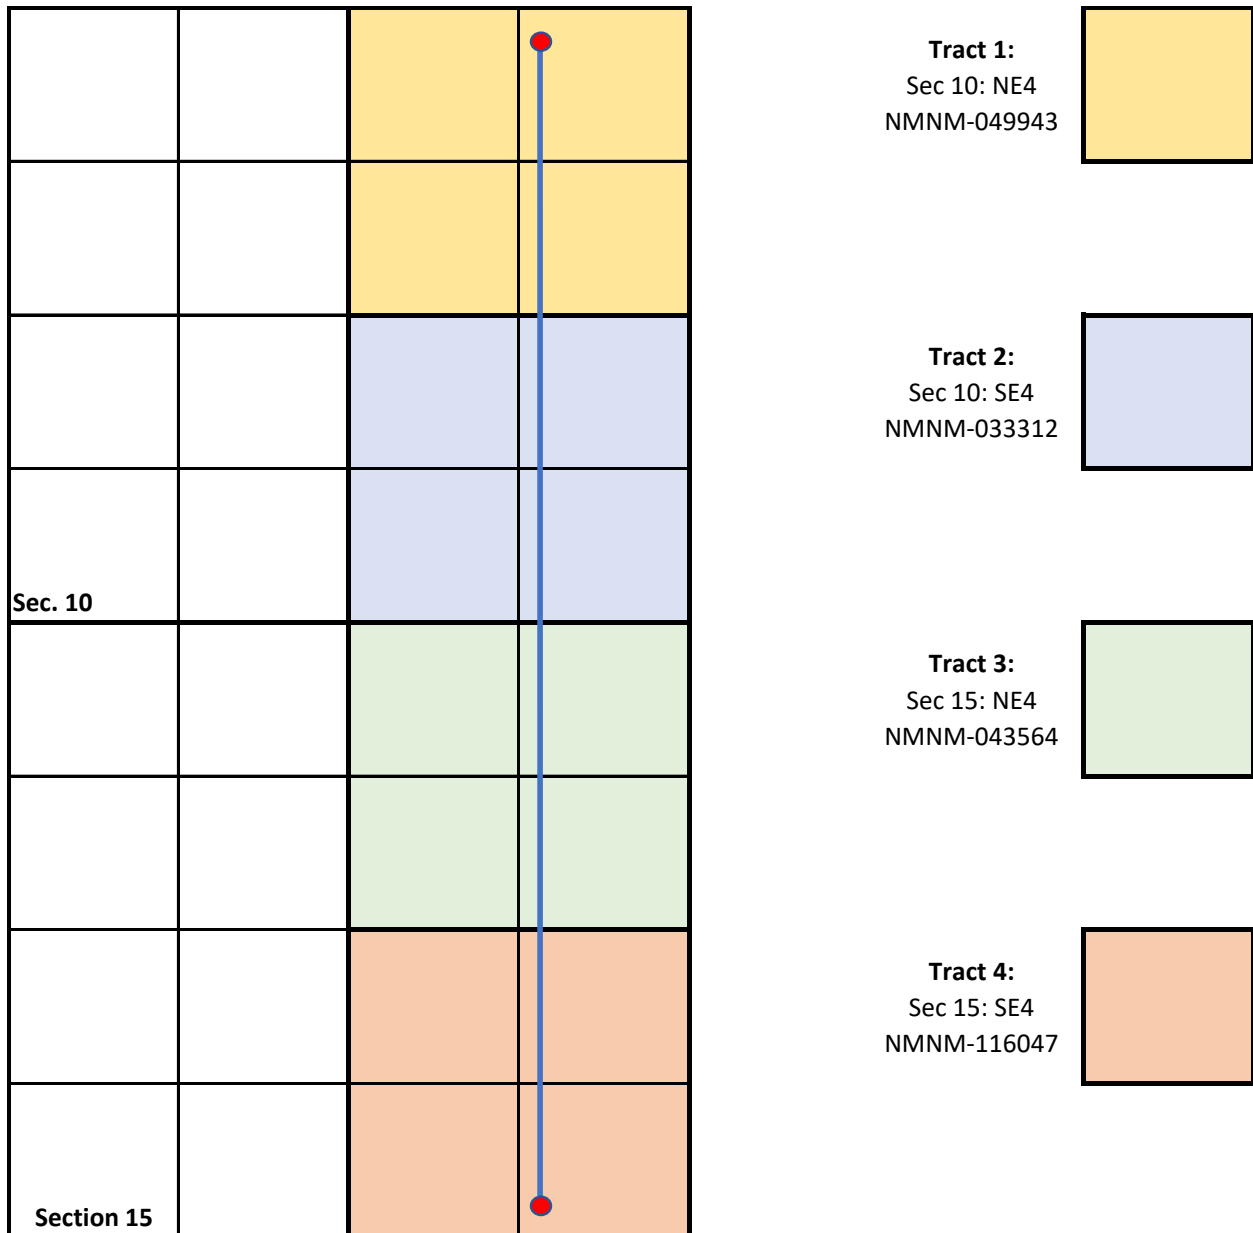 Tract 1:
Sec 10: NE4
NMNM-049943
Tract 2:
Sec 10: SE4
NMNM-033312
Sec. 10
Tract 3:
Sec 15: NE4
NMNM-043564
Tract 4:
Sec 15: SE4
NMNM-116047
Section 15